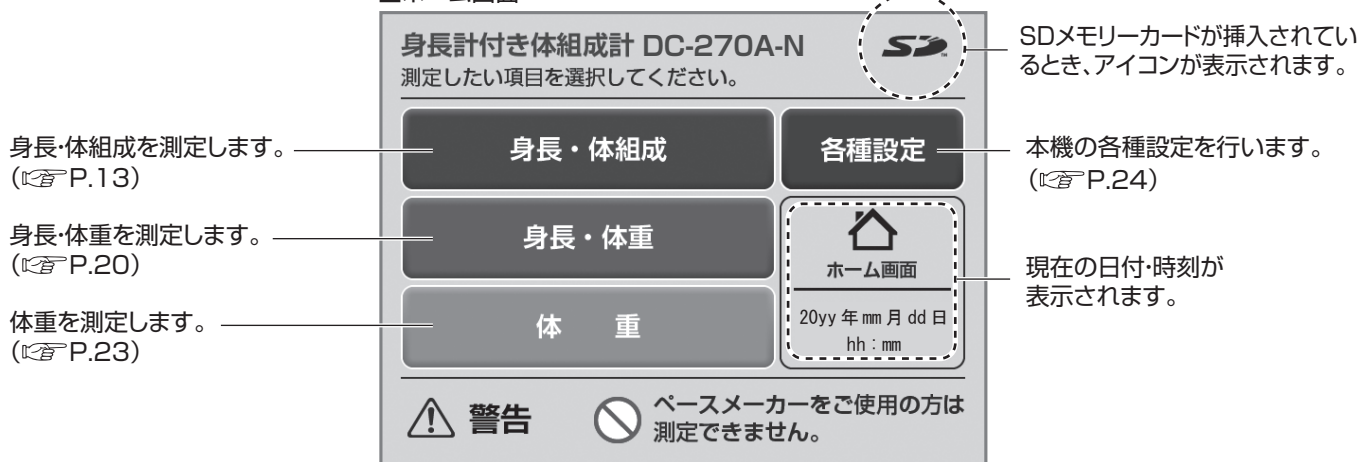 ■ホーム画面
身長計付き体組成計 DC-270A-N
測定したい項目を選択してください。
SD
SDメモリーカードが挿入されてい
るとき、アイコンが表示されます。
身長・体組成を測定します。
(☞P.13)
身長・体組成
各種設定
本機の各種設定を行います。
(☞P.24)
身長・体重を測定します。
(☞P.20)
身長・体重
ホーム画面
20yy 年 mm 月 dd 日
hh：mm
現在の日付・時刻が
表示されます。
体重を測定します。
(☞P.23)
体　重
警告
ペースメーカーをご使用の方は
測定できません。